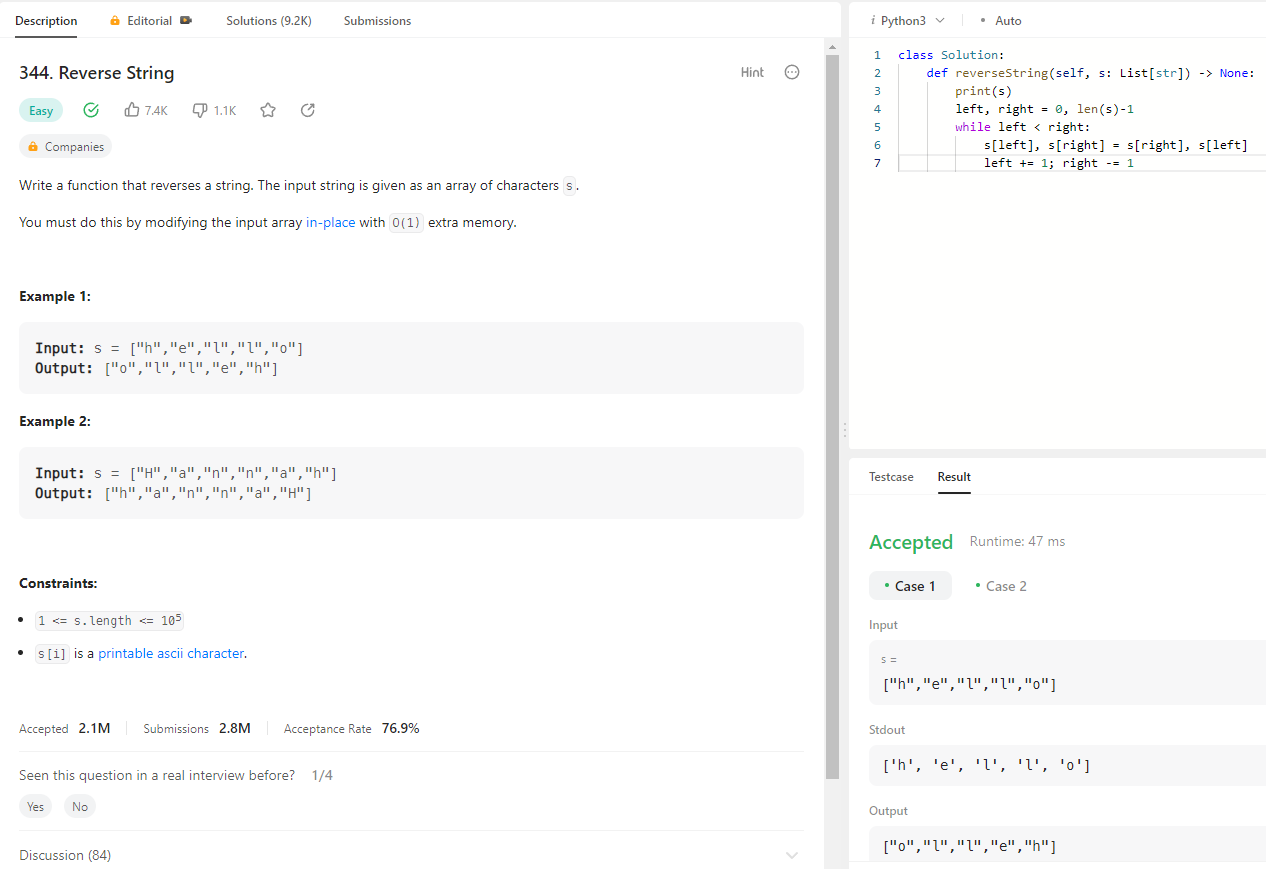 Description Editorial Solutions (9.2K) Submissions
344. Reverse String Hint
Easy 7.4K 1.1K
Companies
Write a function that reverses a string. The input string is given as an array of characters s.
You must do this by modifying the input array in-place with O(1) extra memory.
Example 1:
Input: s = ["h","e","l","l","o"]
Output: ["o","l","l","e","h"]
Example 2:
Input: s = ["H","a","n","n","a","h"]
Output: ["h","a","n","n","a","H"]
Constraints:
• 1 <= s.length <= 10⁵
• s[i] is a printable ascii character.
Accepted 2.1M Submissions 2.8M Acceptance Rate 76.9%
Seen this question in a real interview before? 1/4
Yes No
Discussion (84)
i Python3 • Auto
1 class Solution:
2     def reverseString(self, s: List[str]) -> None:
3         print(s)
4         left, right = 0, len(s)-1
5         while left < right:
6             s[left], s[right] = s[right], s[left]
7             left += 1; right -= 1
Testcase Result
Accepted Runtime: 47 ms
• Case 1 • Case 2
Input
s =
["h","e","l","l","o"]
Stdout
['h', 'e', 'l', 'l', 'o']
Output
["o","l","l","e","h"]